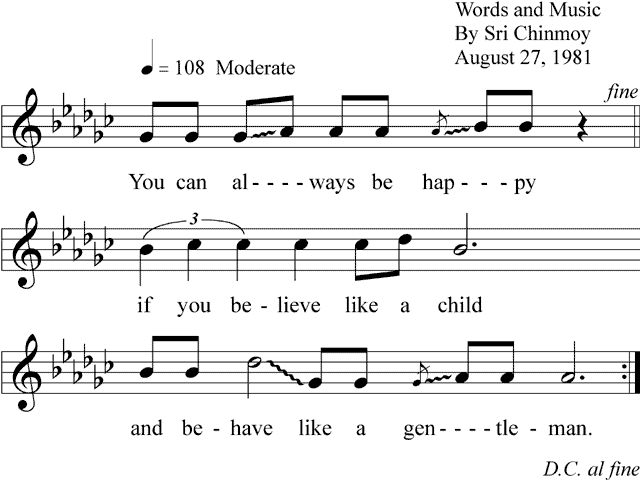 Words and Music
By Sri Chinmoy
August 27, 1981
= 108 Moderate
fine
You can al- - - - ways be hap- - - py
3
if you be - lieve like a child
and be - have like a gen- - - - tle - man.
D.C. al fine